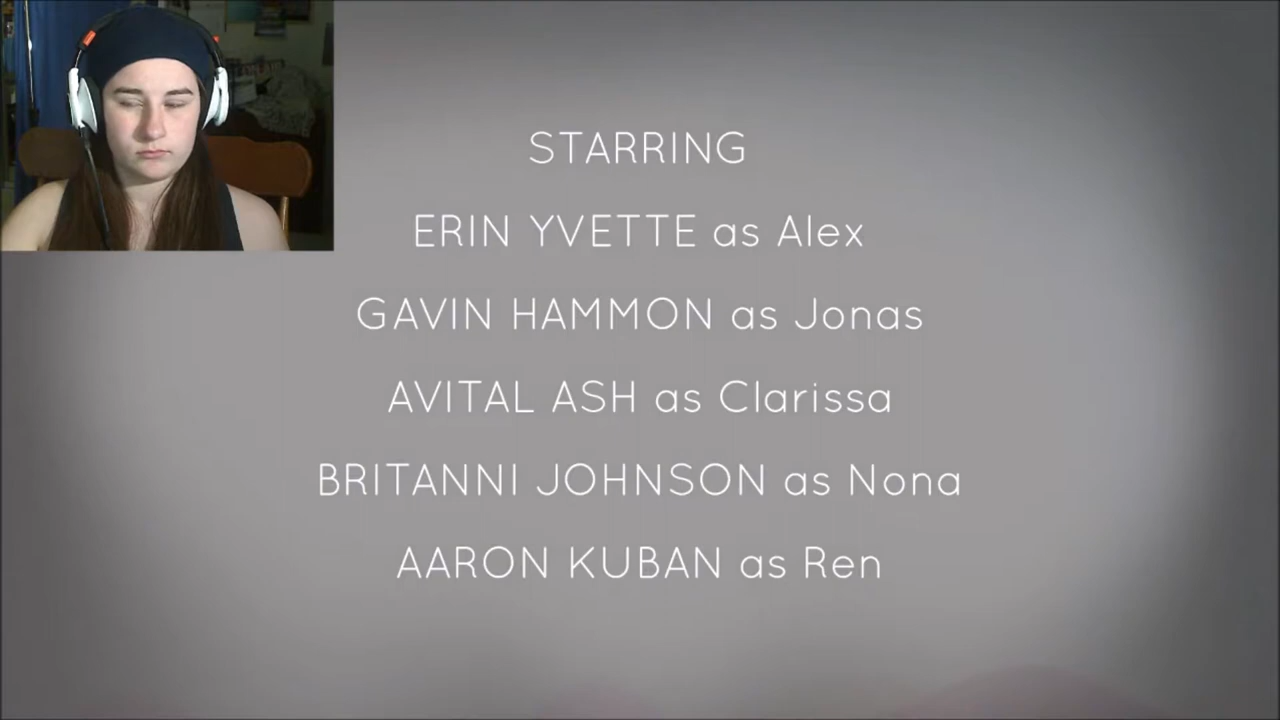 STARRING
ERIN YVETTE as Alex
GAVIN HAMMON as Jonas
AVITAL ASH as Clarissa
BRITANNI JOHNSON as Nona
AARON KUBAN as Ren